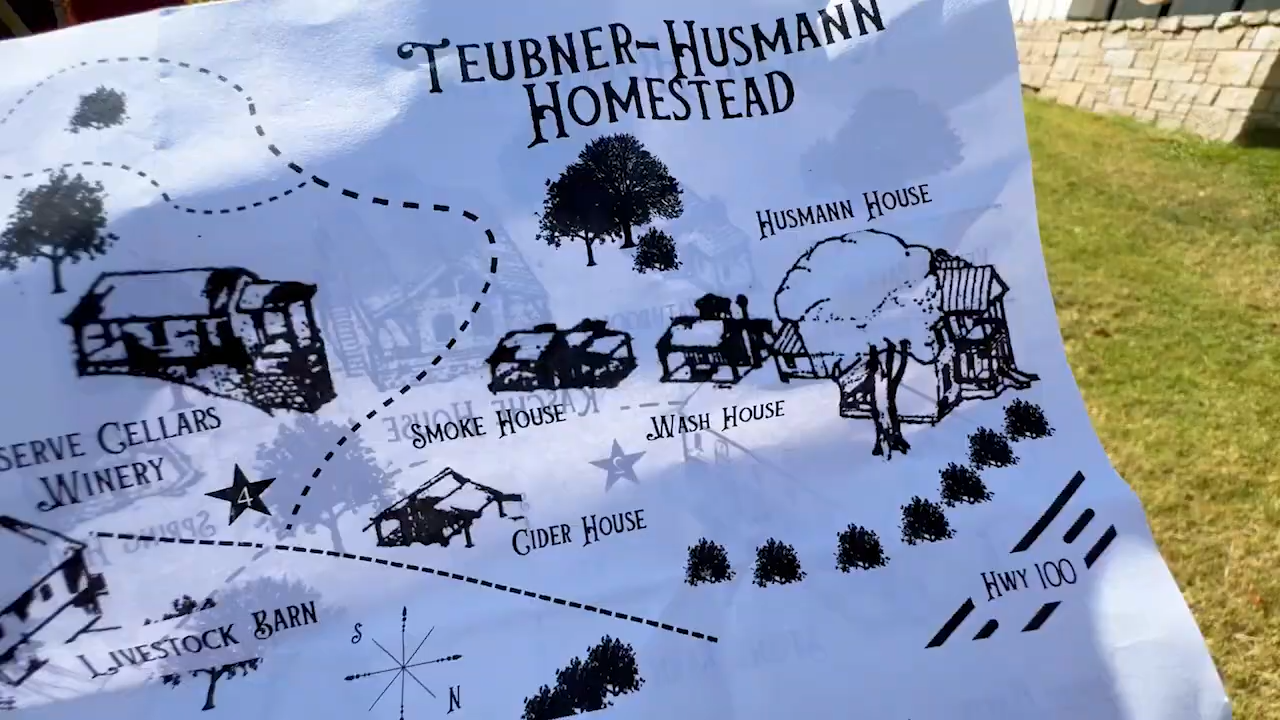 TEUBNER-HUSMANN
HOMESTEAD
HUSMANN HOUSE
SERVE CELLARS
WINERY
4
SMOKE HOUSE
WASH HOUSE
CIDER HOUSE
HWY 100
LIVESTOCK BARN
S
N